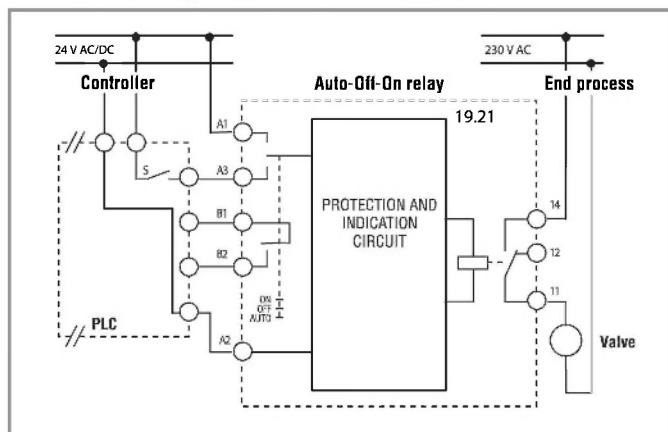 24 V AC/DC
230 V AC
Controller
Auto-Off-On relay
End process
19.21
A1
S
A3
B1
B2
A2
PROTECTION AND
INDICATION
CIRCUIT
ON
OFF
AUTO
14
12
11
PLC
Valve